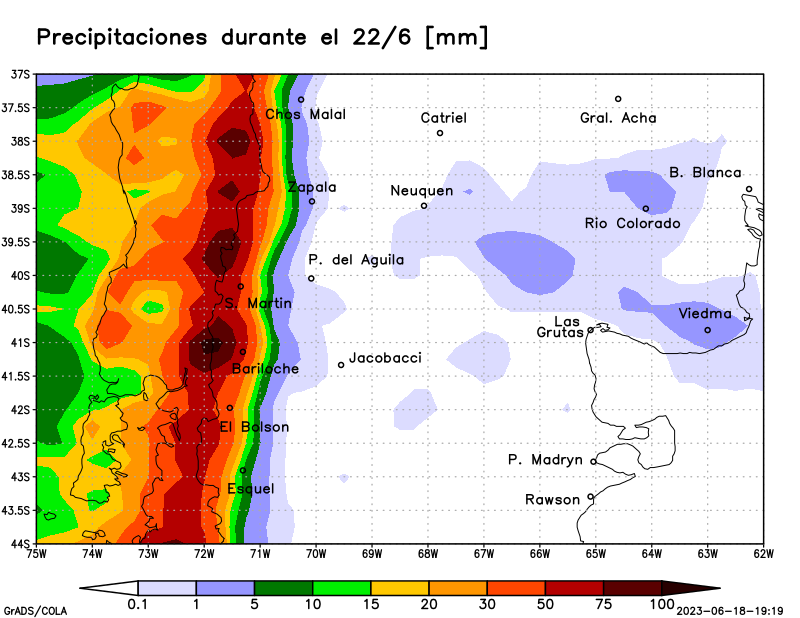 Precipitaciones durante el 22/6 [mm]
37S
Chos Malal
Gral. Acha
37.5S
Catriel
38S
B. Blanca
38.5S
Zapala
Neuquen
39S
Rio Colorado
39.5S
P. del Aguila
40S
S. Martin
40.5S
Viedma
Las
Grutas
41S
Jacobacci
Bariloche
41.5S
42S
El Bolson
42.5S
P. Madryn
43S
Esquel
Rawson
43.5S
44S
75W 74W 73W 72W 71W 70W 69W 68W 67W 66W 65W 64W 63W 62W
0.1 1 5 10 15 20 30 50 75 100
GrADS/COLA
2023-06-18-19:19